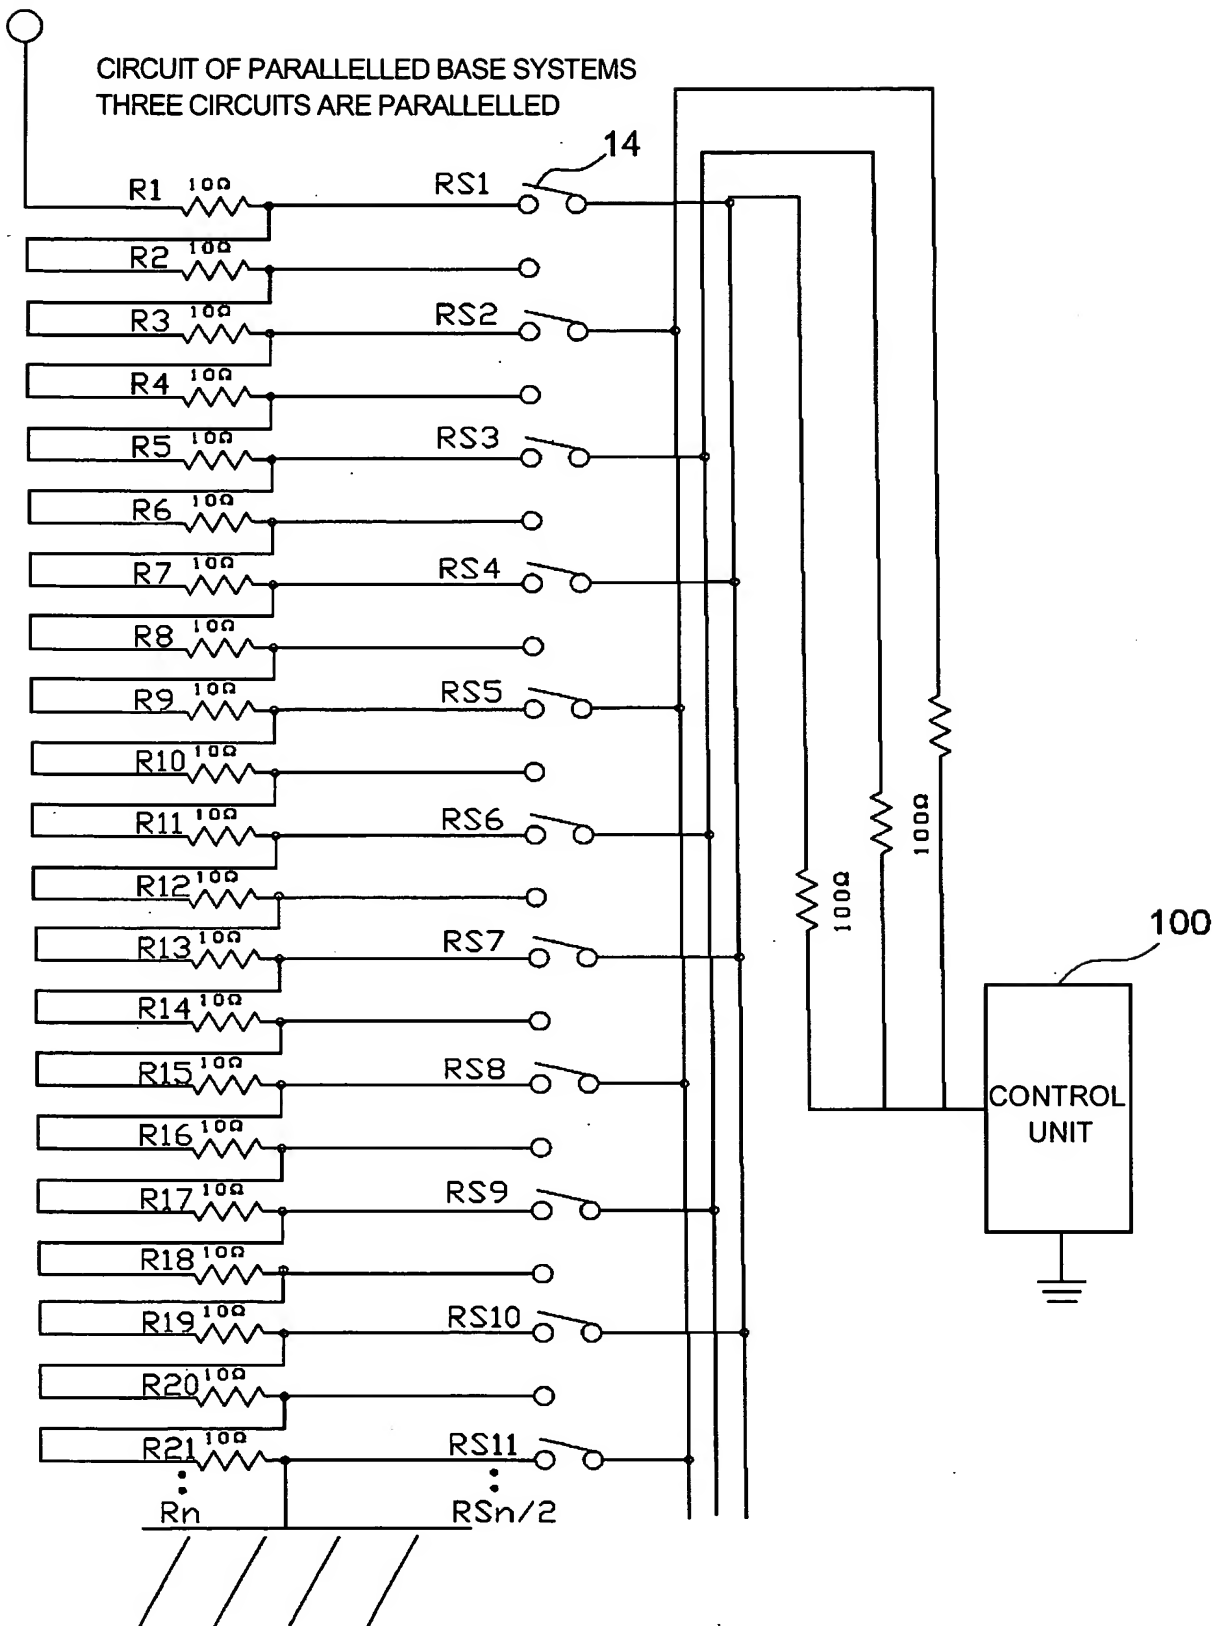 CIRCUIT OF PARALLELLED BASE SYSTEMS
THREE CIRCUITS ARE PARALLELLED
14
R1 10Ω RS1
R2 10Ω
R3 10Ω RS2
R4 10Ω
R5 10Ω RS3
R6 10Ω
R7 10Ω RS4
R8 10Ω
R9 10Ω RS5
R10 10Ω
R11 10Ω RS6
100Ω
R12 10Ω
100Ω
R13 10Ω RS7
100
R14 10Ω
R15 10Ω RS8
CONTROL
UNIT
R16 10Ω
R17 10Ω RS9
R18 10Ω
R19 10Ω RS10
R20 10Ω
R21 10Ω RS11
Rn RSn/2